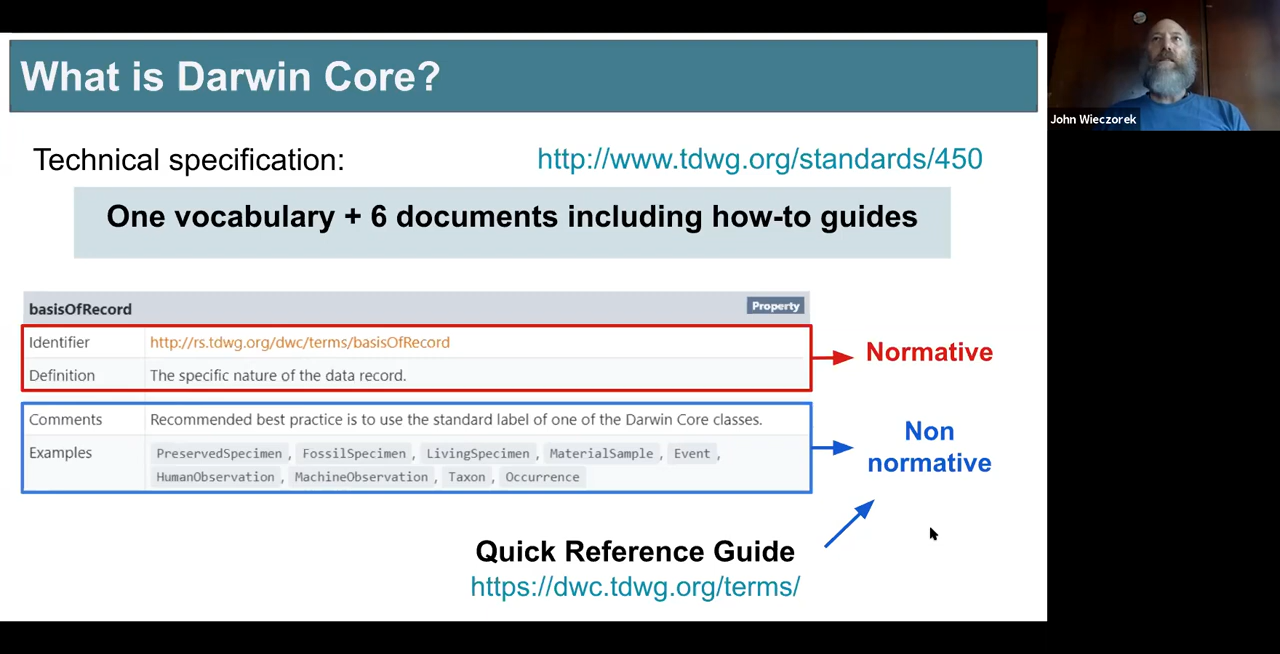 What is Darwin Core?
John Wieczorek
Technical specification: http://www.tdwg.org/standards/450
One vocabulary + 6 documents including how-to guides
basisOfRecord Property
Identifier http://rs.tdwg.org/dwc/terms/basisOfRecord
Definition The specific nature of the data record.
Normative
Comments Recommended best practice is to use the standard label of one of the Darwin Core classes.
Examples PreservedSpecimen , FossilSpecimen , LivingSpecimen , MaterialSample , Event ,
HumanObservation , MachineObservation , Taxon , Occurrence
Non
normative
Quick Reference Guide
https://dwc.tdwg.org/terms/